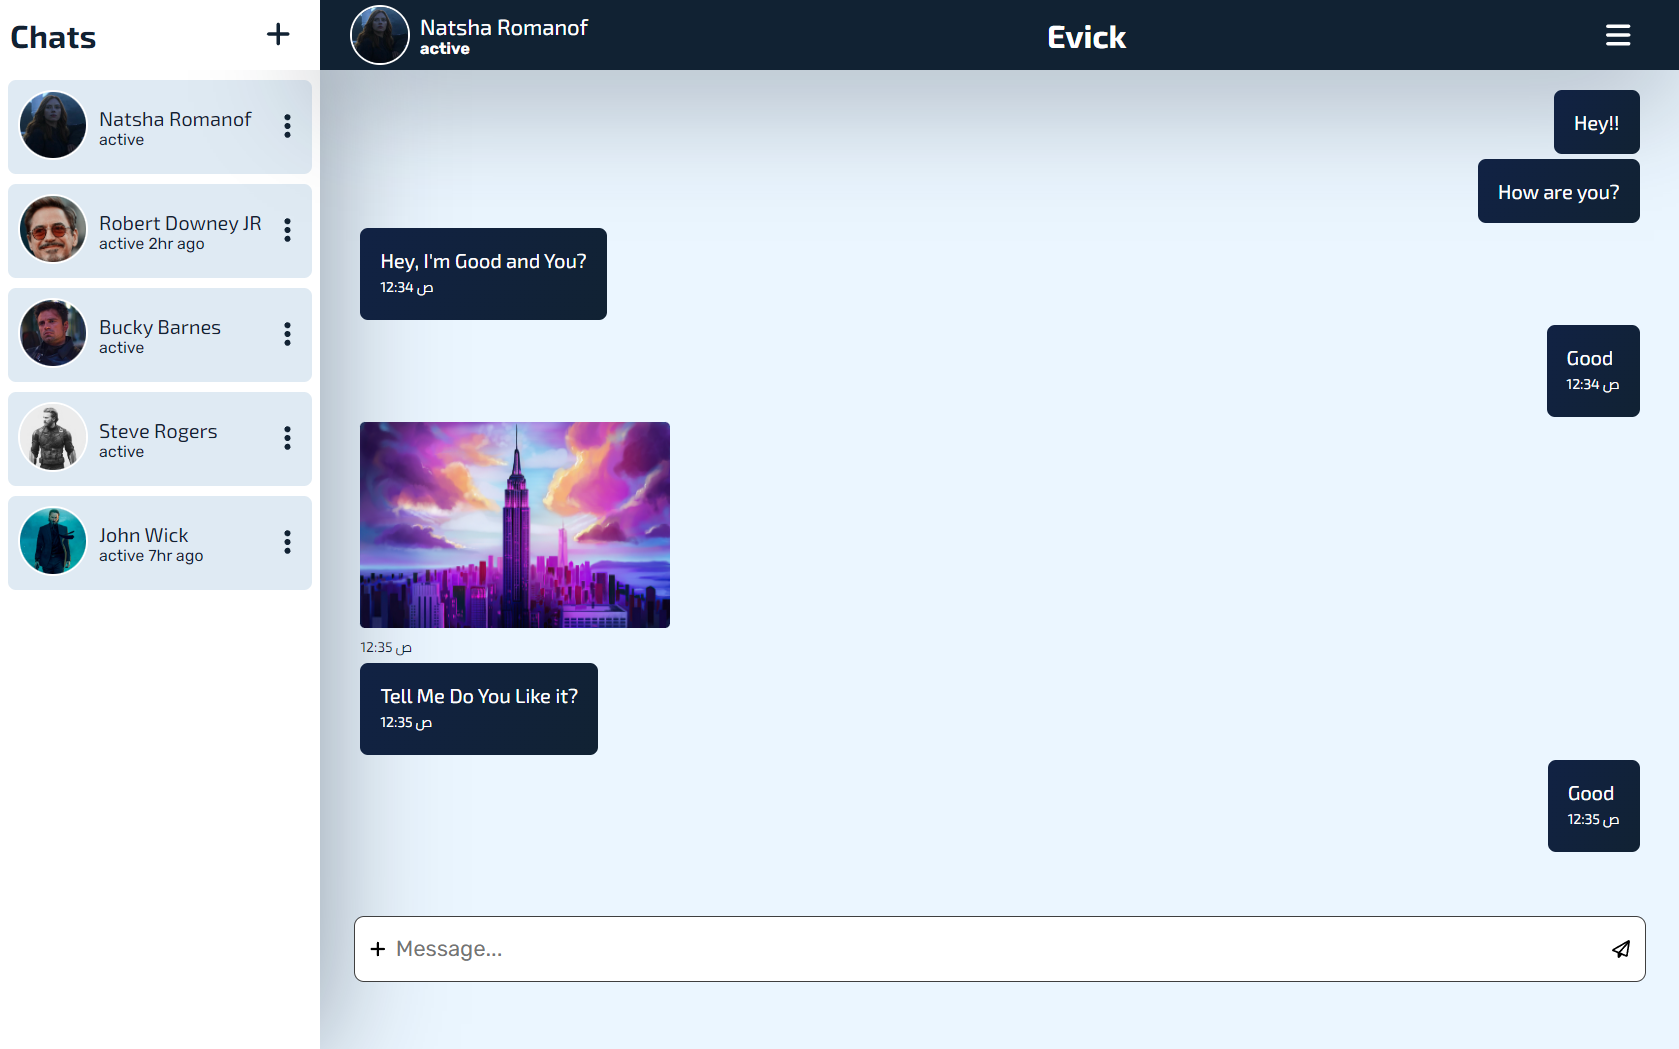 Chats
Natsha Romanof
active
Robert Downey JR
active 2hr ago
Bucky Barnes
active
Steve Rogers
active
John Wick
active 7hr ago
Natsha Romanof
active
Evick
Hey!!
How are you?
Hey, I'm Good and You?
12:34 ص
Good
12:34 ص
12:35 ص
Tell Me Do You Like it?
12:35 ص
Good
12:35 ص
Message...